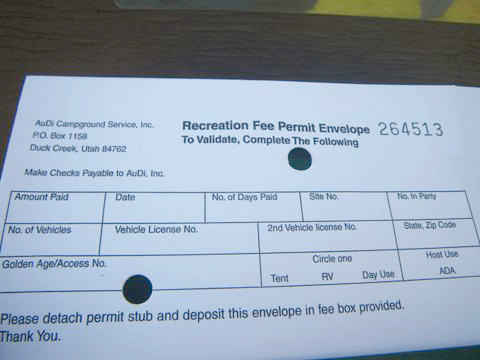 AuDi Campground Service, Inc.
P.O. Box 1158
Duck Creek, Utah 84762
Make Checks Payable to AuDi, Inc.
Recreation Fee Permit Envelope 264513
To Validate, Complete The Following
Amount Paid Date No. of Days Paid Site No. No. In Party
No. of Vehicles Vehicle License No. 2nd Vehicle license No. State, Zip Code
Golden Age/Access No. Circle one Host Use
Tent RV Day Use ADA
Please detach permit stub and deposit this envelope in fee box provided.
Thank You.